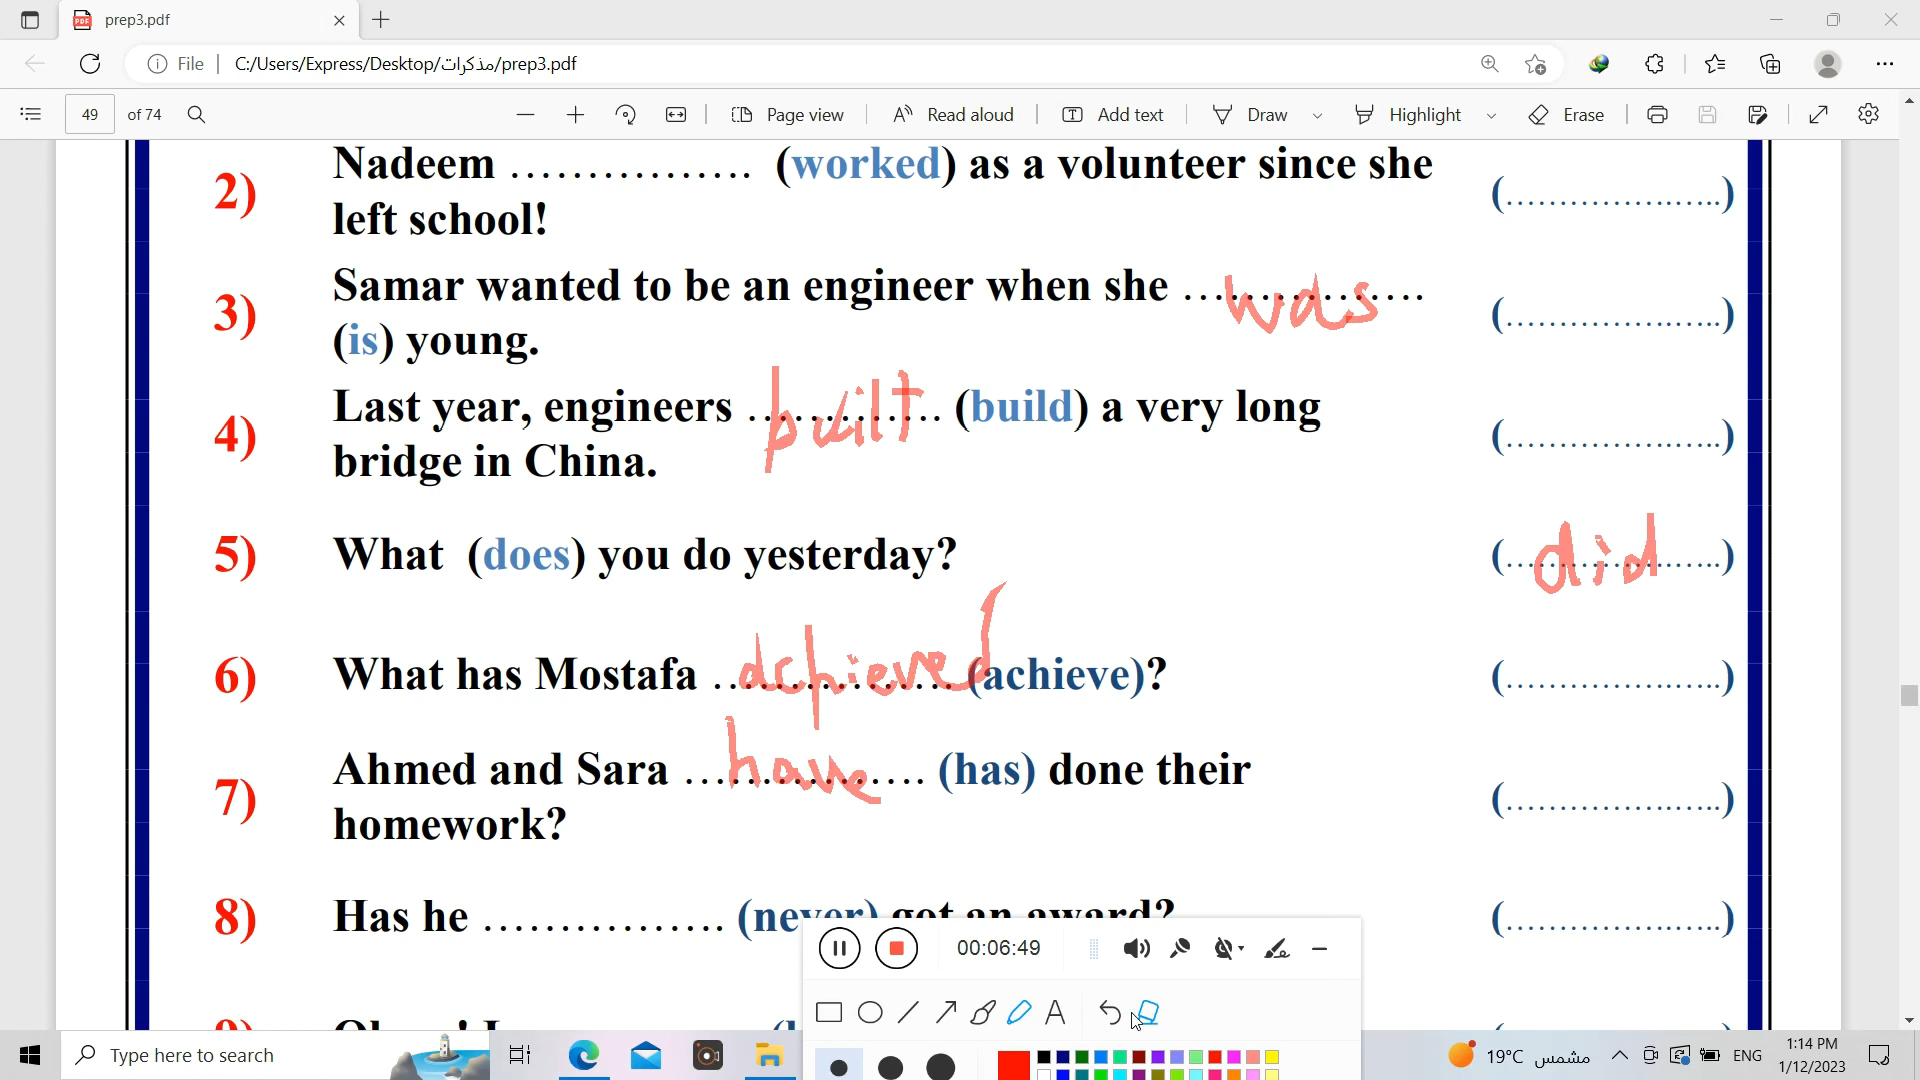 prep3.pdf
File C:/Users/Express/Desktop/مذكرات/prep3.pdf
49 of 74 Page view Read aloud Add text Draw Highlight Erase
2) Nadeem ................ (worked) as a volunteer since she (.......................)
left school!
3) Samar wanted to be an engineer when she ................ was (.......................)
(is) young.
4) Last year, engineers ............. built (build) a very long (.......................)
bridge in China.
5) What (does) you do yesterday? (.......................) did
6) What has Mostafa ................ achieved (achieve)? (.......................)
7) Ahmed and Sara ................ have (has) done their (.......................)
homework?
8) Has he ................ (never) got an award? (.......................)
00:06:49
Type here to search
19°C مشمس ENG 1:14 PM
1/12/2023